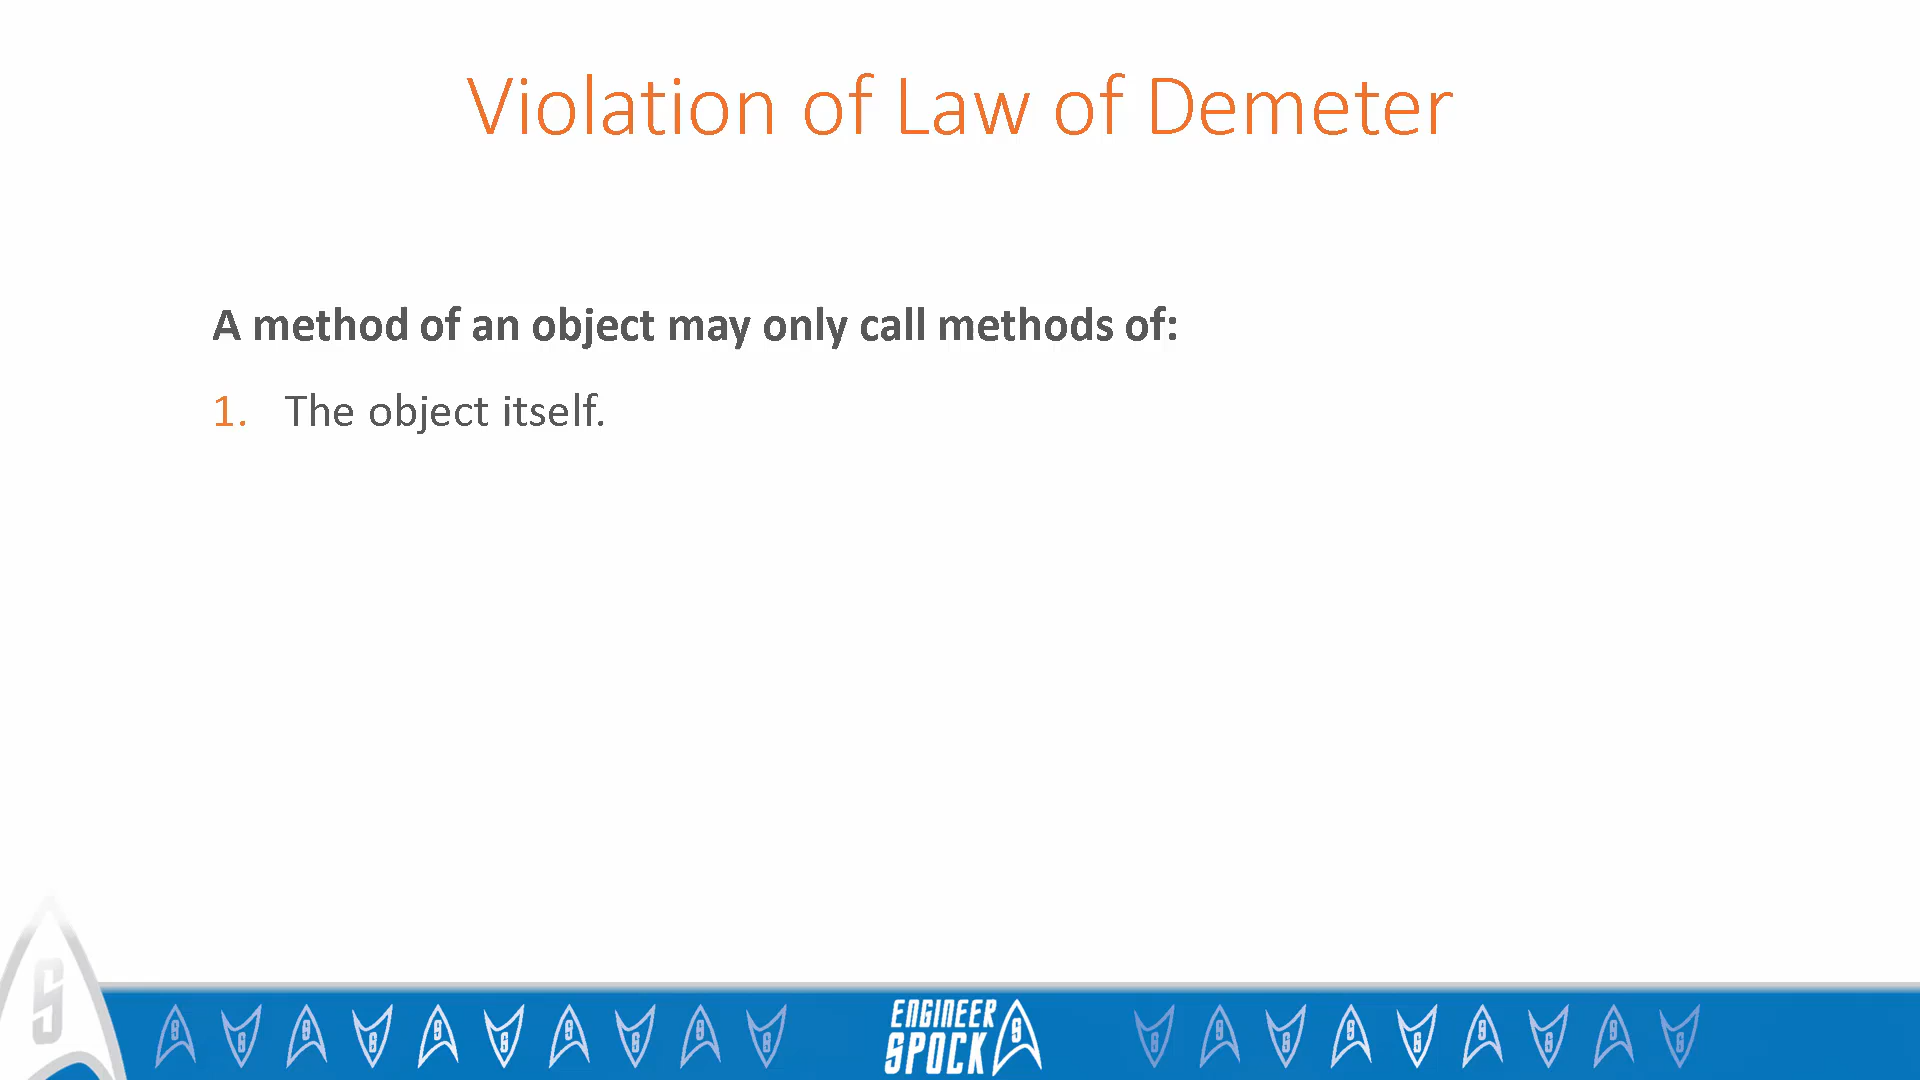 Violation of Law of Demeter
A method of an object may only call methods of:
1. The object itself.
ENGINEER
SPOCK